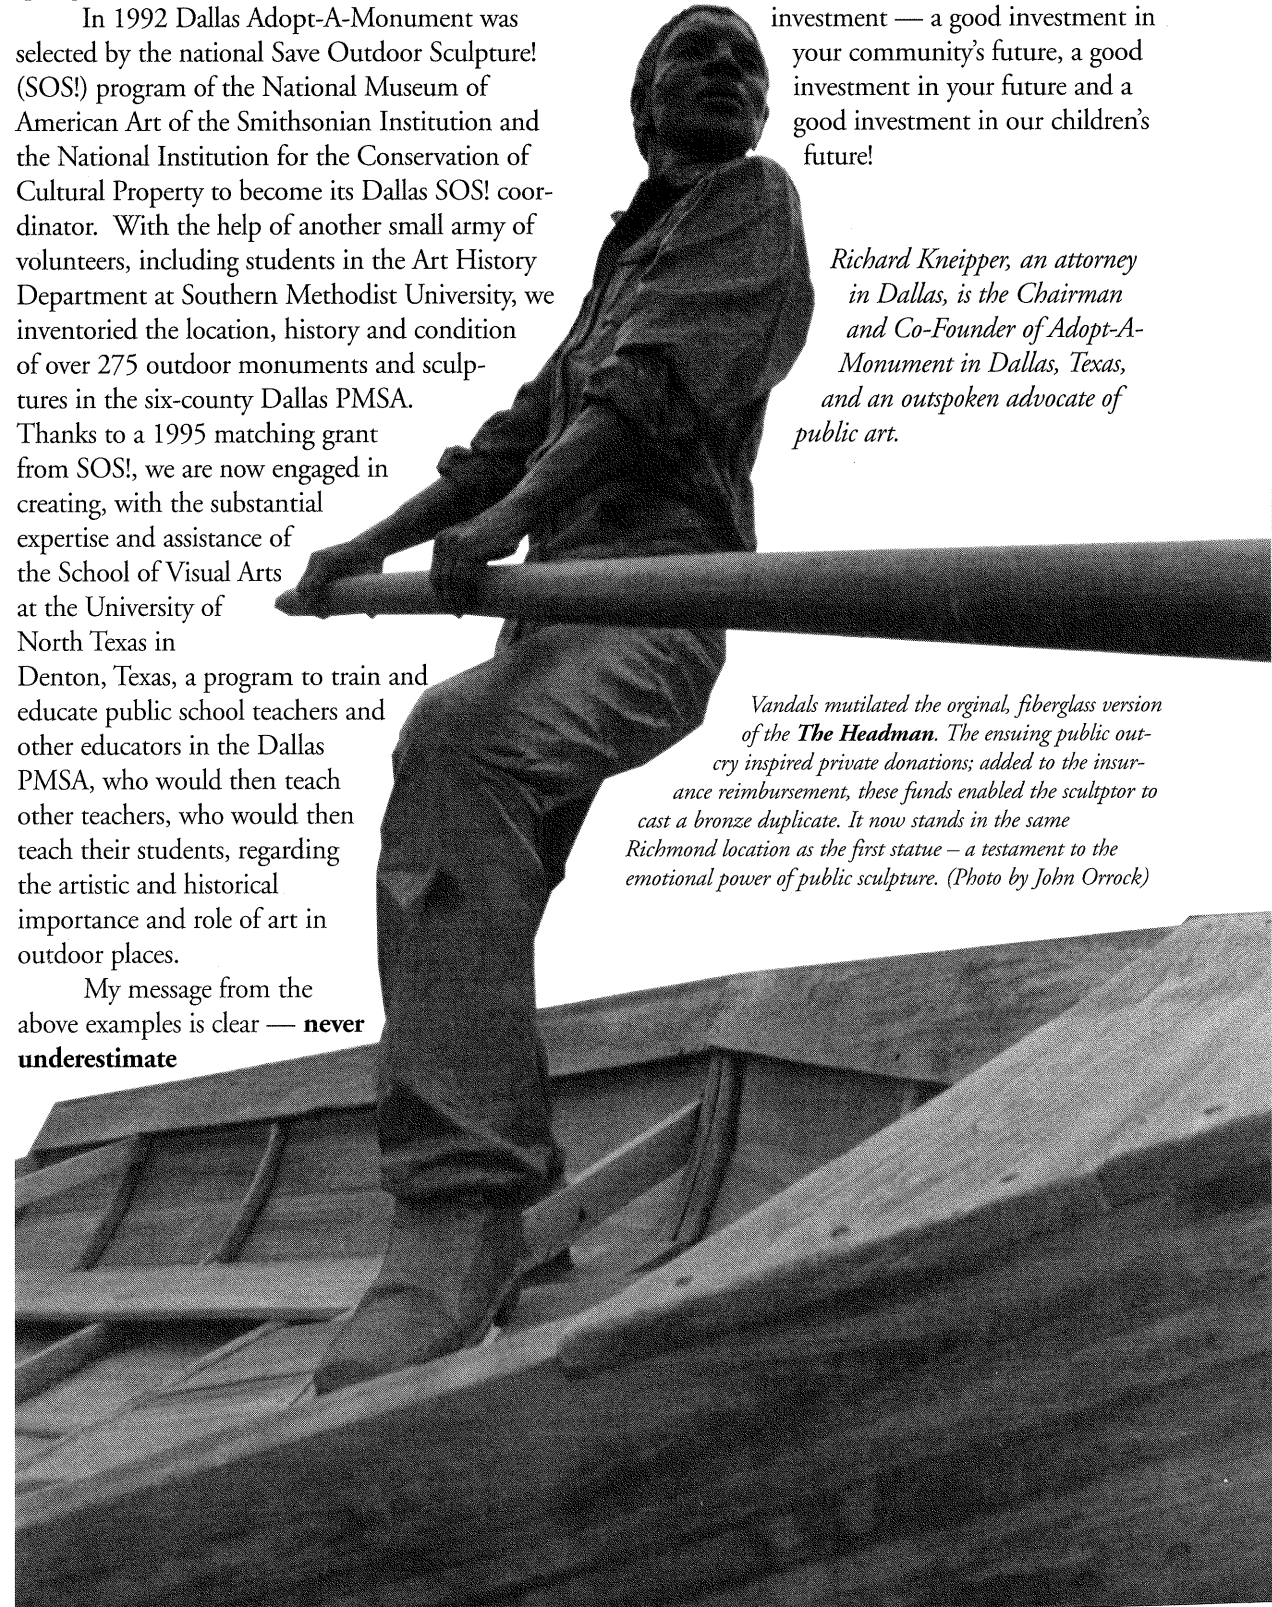 In 1992 Dallas Adopt-A-Monument was
selected by the national Save Outdoor Sculpture!
(SOS!) program of the National Museum of
American Art of the Smithsonian Institution and
the National Institution for the Conservation of
Cultural Property to become its Dallas SOS! coor-
dinator. With the help of another small army of
volunteers, including students in the Art History
Department at Southern Methodist University, we
inventoried the location, history and condition
of over 275 outdoor monuments and sculp-
tures in the six-county Dallas PMSA.
Thanks to a 1995 matching grant
from SOS!, we are now engaged in
creating, with the substantial
expertise and assistance of
the School of Visual Arts
at the University of
North Texas in
Denton, Texas, a program to train and
educate public school teachers and
other educators in the Dallas
PMSA, who would then teach
other teachers, who would then
teach their students, regarding
the artistic and historical
importance and role of art in
outdoor places.
My message from the
above examples is clear — never
underestimate
investment — a good investment in
your community's future, a good
investment in your future and a
good investment in our children's
future!
Richard Kneipper, an attorney
in Dallas, is the Chairman
and Co-Founder of Adopt-A-
Monument in Dallas, Texas,
and an outspoken advocate of
public art.
Vandals mutilated the orginal, fiberglass version
of the The Headman. The ensuing public out-
cry inspired private donations; added to the insur-
ance reimbursement, these funds enabled the scultptor to
cast a bronze duplicate. It now stands in the same
Richmond location as the first statue – a testament to the
emotional power of public sculpture. (Photo by John Orrock)